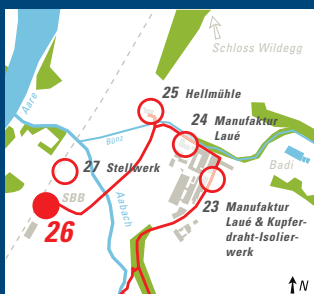 Schloss Wildegg
Aare
25 Hellmühle
24 Manufaktur
Laué
Bünz
Badi
27 Stellwerk
SBB
26
Aabach
23 Manufaktur
Laué & Kupfer-
draht-Isolier-
werk
N